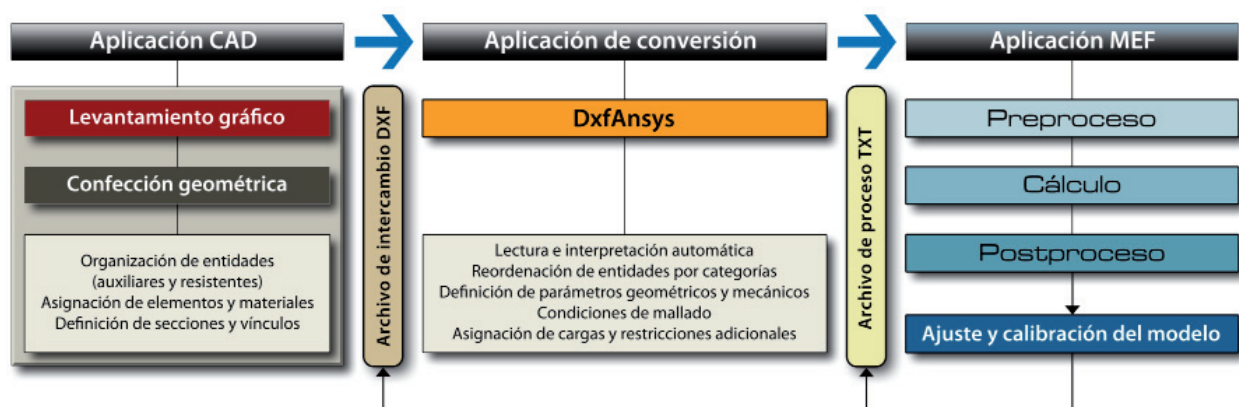 Aplicación CAD
Aplicación de conversión
Aplicación MEF
Levantamiento gráfico
Confección geométrica
Organización de entidades
(auxiliares y resistentes)
Asignación de elementos y materiales
Definición de secciones y vínculos
Archivo de intercambio DXF
DxfAnsys
Lectura e interpretación automática
Reordenación de entidades por categorías
Definición de parámetros geométricos y mecánicos
Condiciones de mallado
Asignación de cargas y restricciones adicionales
Archivo de proceso TXT
Preproceso
Cálculo
Postproceso
Ajuste y calibración del modelo